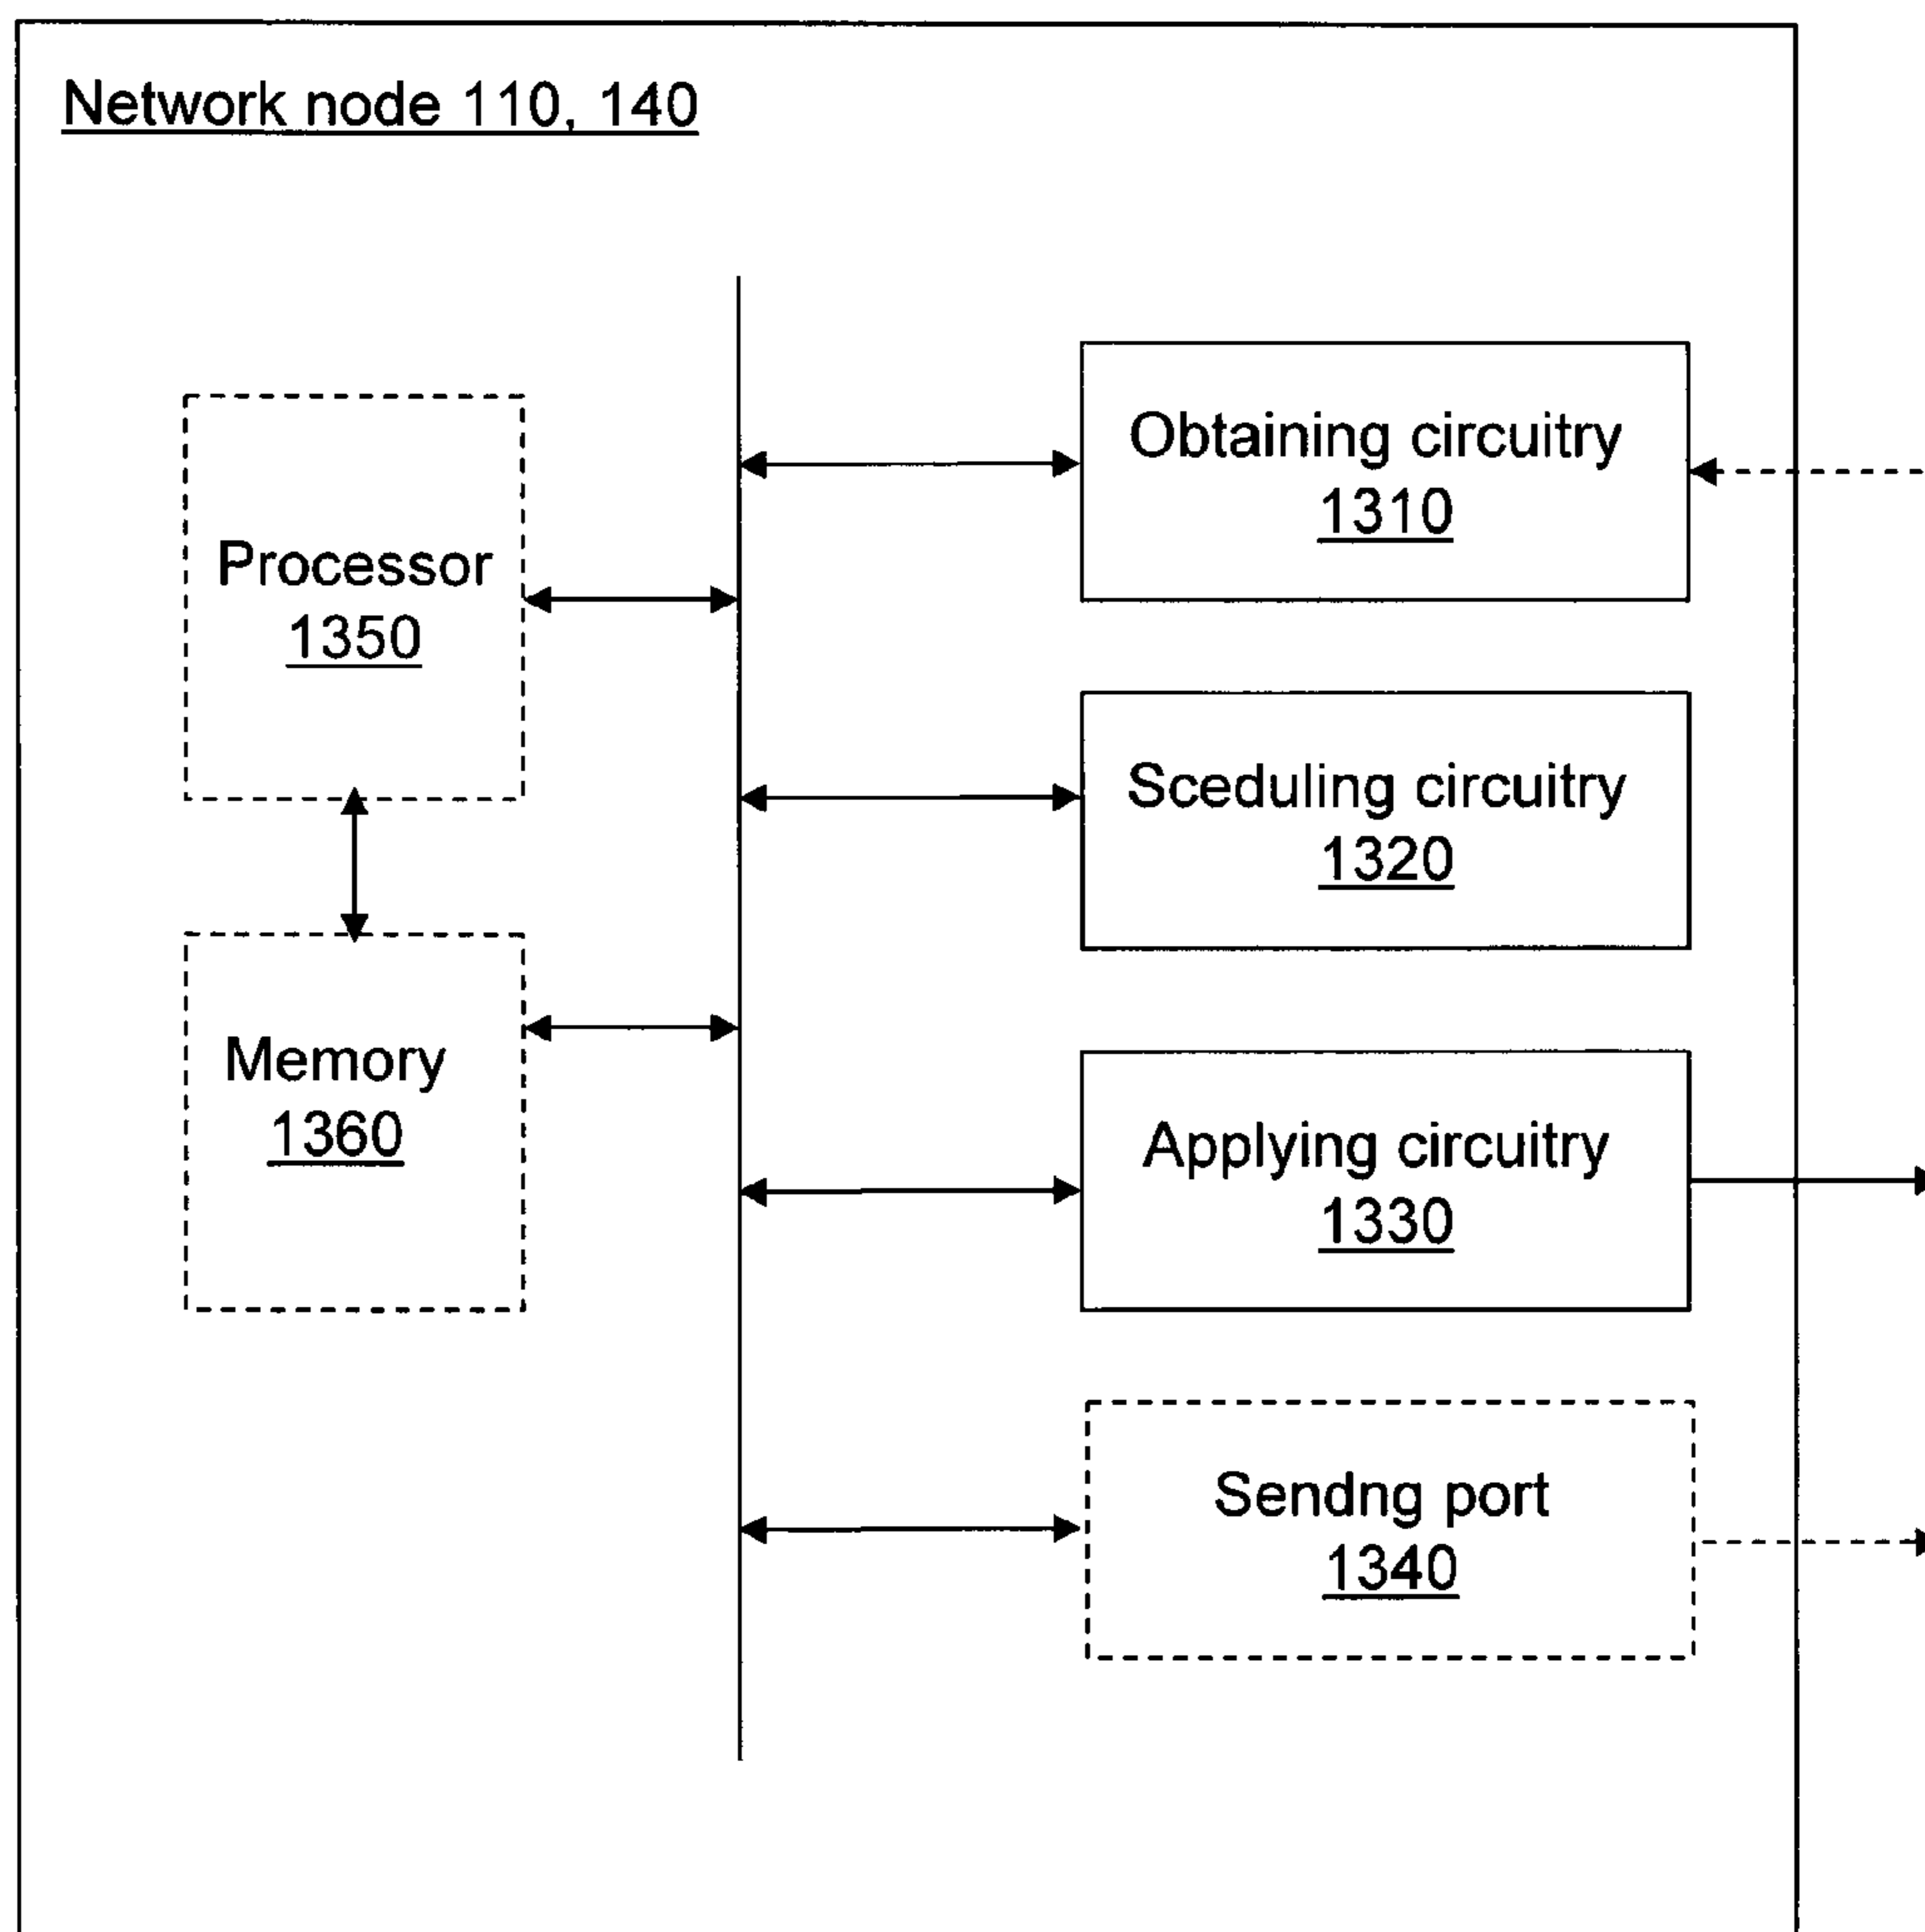 Network node 110, 140
Obtaining circuitry
1310
Processor
1350
Sceduling circuitry
1320
Memory
1360
Applying circuitry
1330
Sendng port
1340